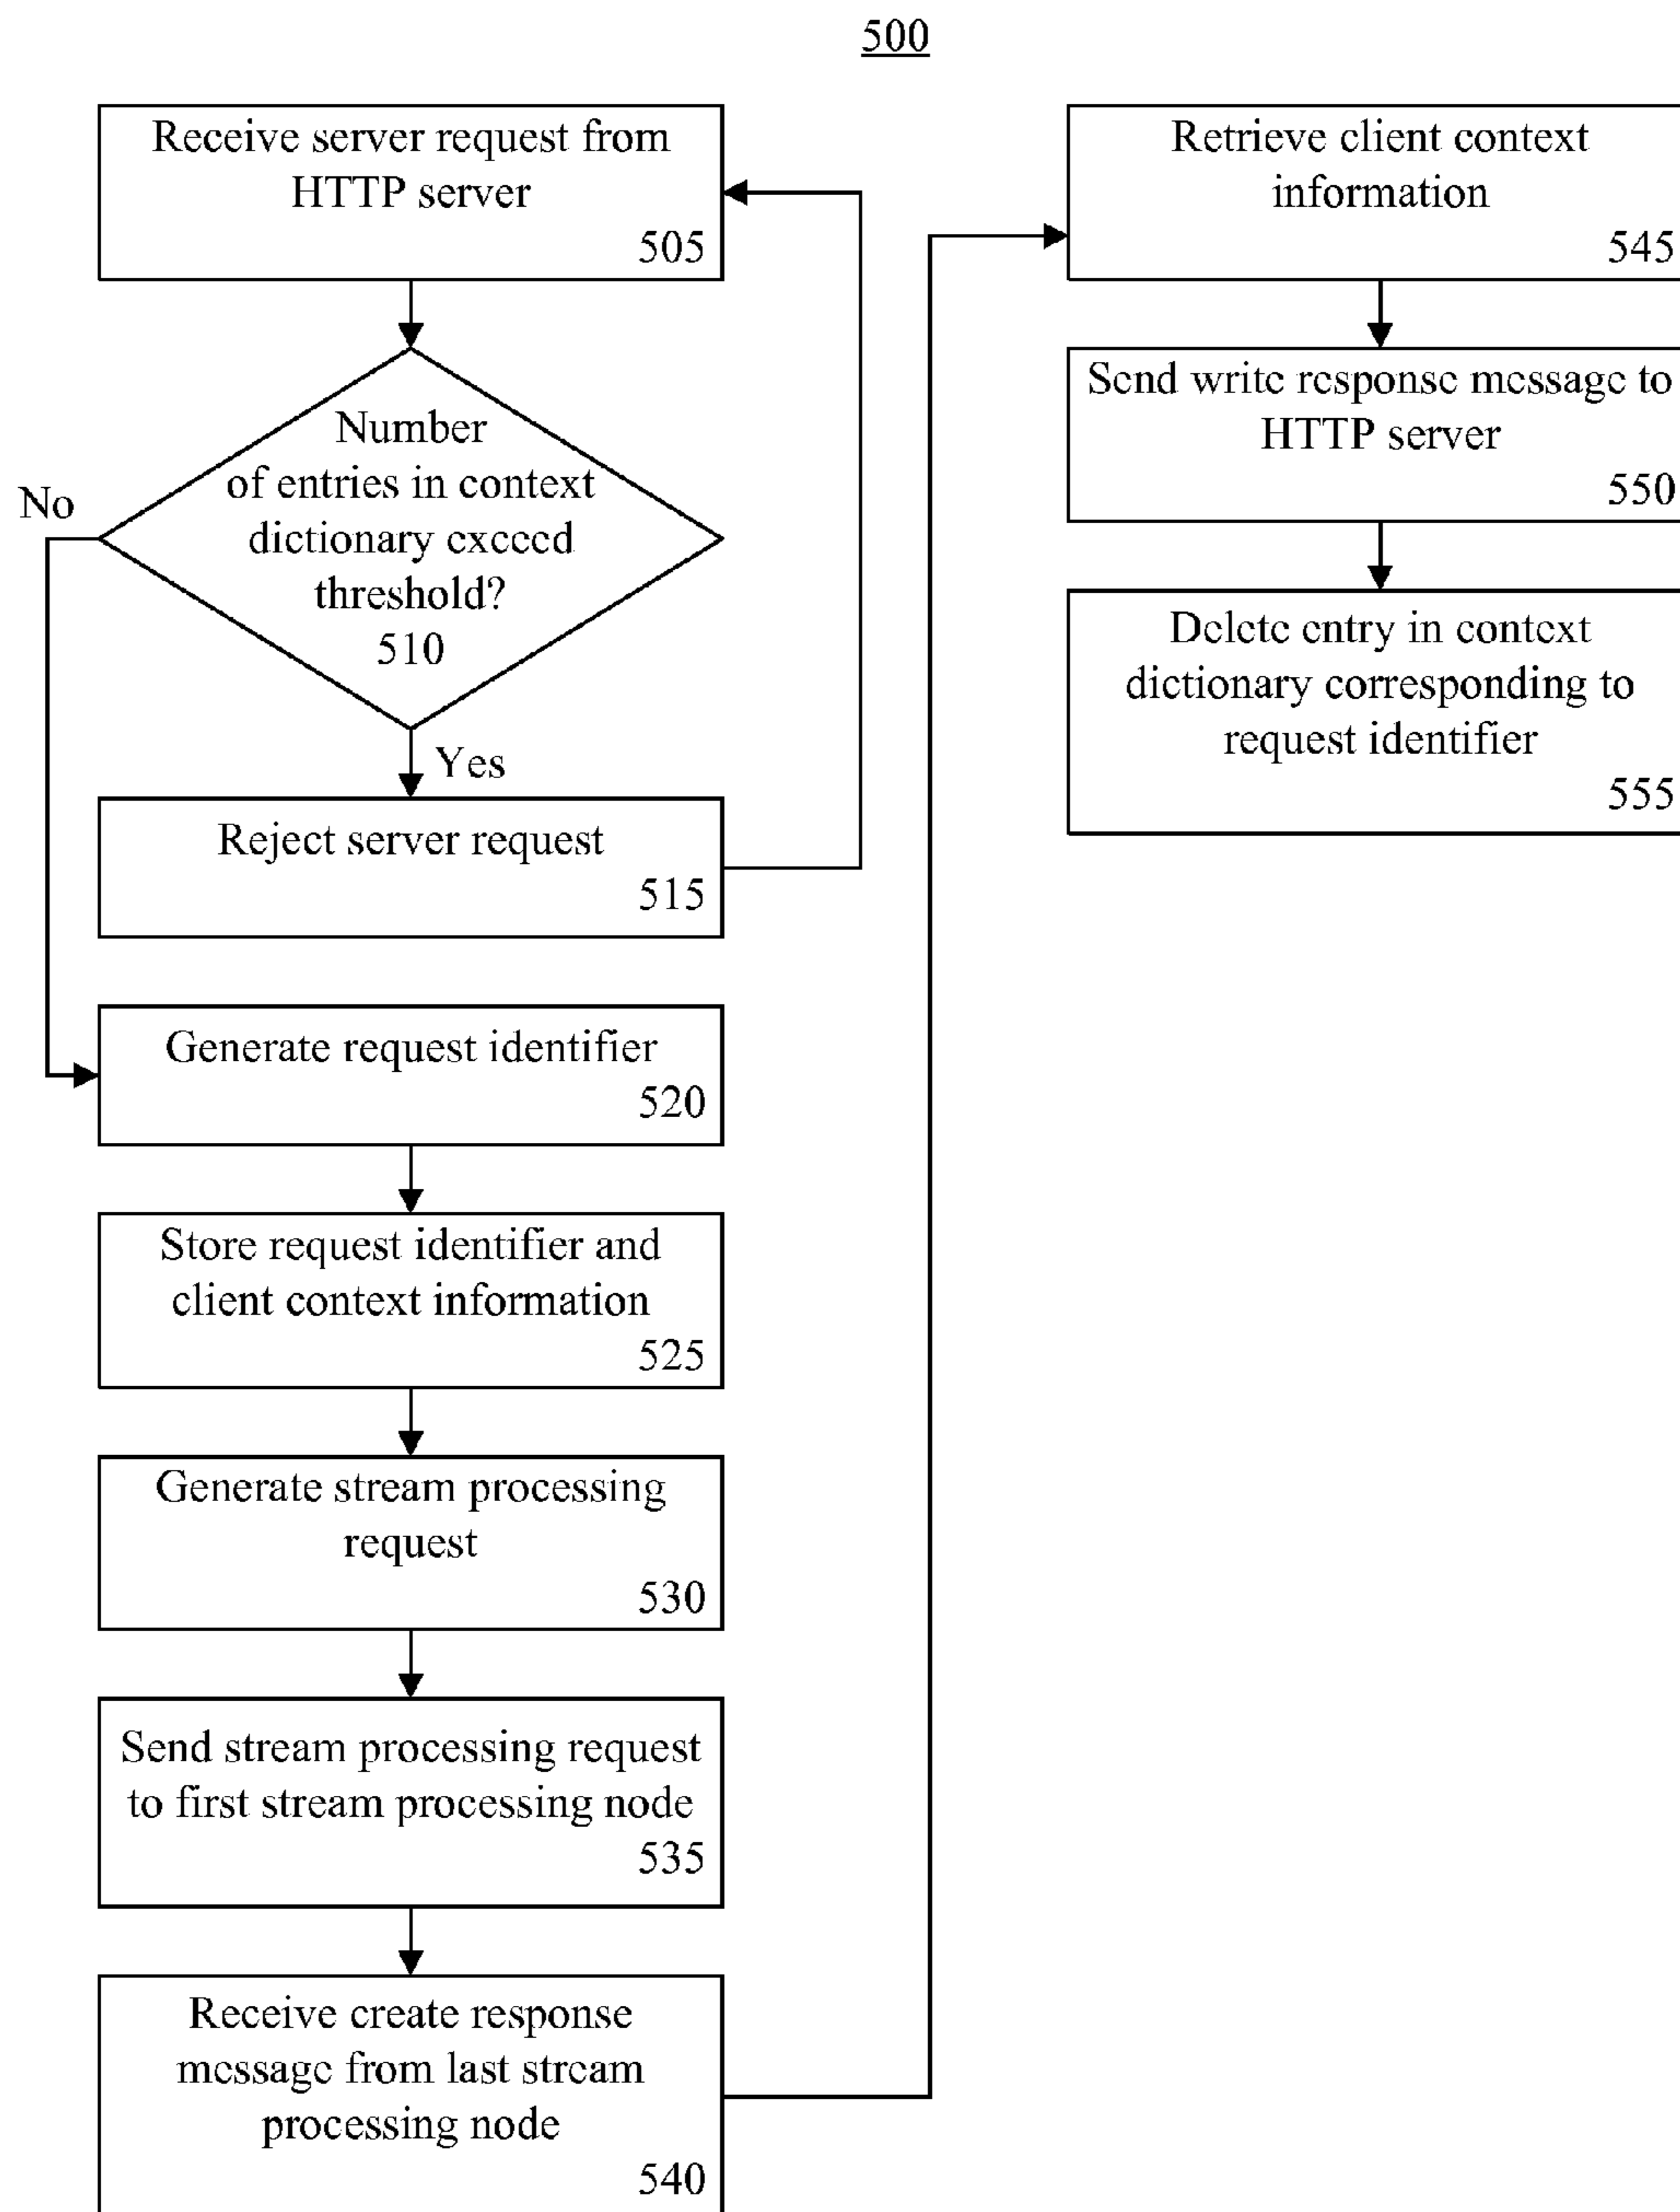 500
Receive server request from
HTTP server
505
Number
of entries in context
dictionary exceed
threshold?
510
No
Yes
Reject server request
515
Generate request identifier
520
Store request identifier and
client context information
525
Generate stream processing
request
530
Send stream processing request
to first stream processing node
535
Receive create response
message from last stream
processing node
540
Retrieve client context
information
545
Send write response message to
HTTP server
550
Delete entry in context
dictionary corresponding to
request identifier
555